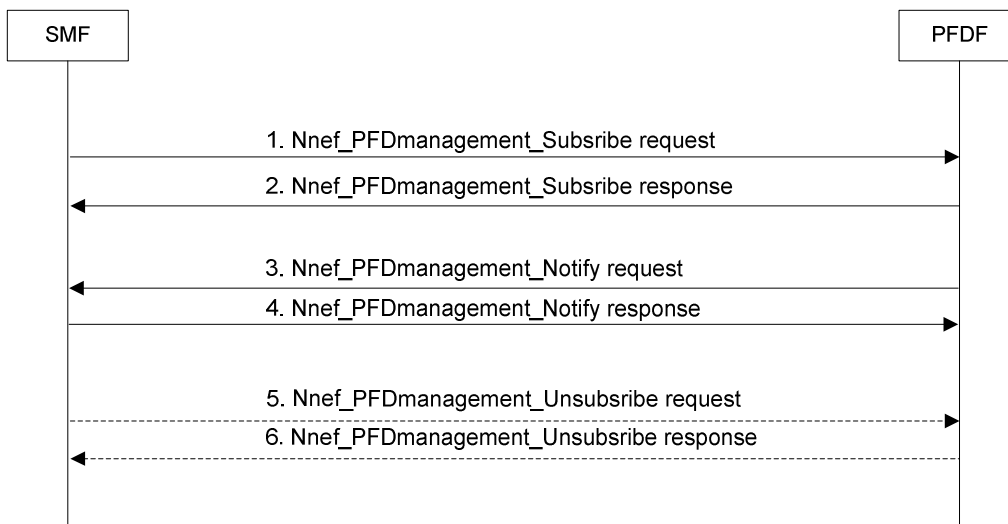 SMF
PFDF
1. Nnef_PFDmanagement_Subsribe request
2. Nnef_PFDmanagement_Subsribe response
3. Nnef_PFDmanagement_Notify request
4. Nnef_PFDmanagement_Notify response
5. Nnef_PFDmanagement_Unsubsribe request
6. Nnef_PFDmanagement_Unsubsribe response